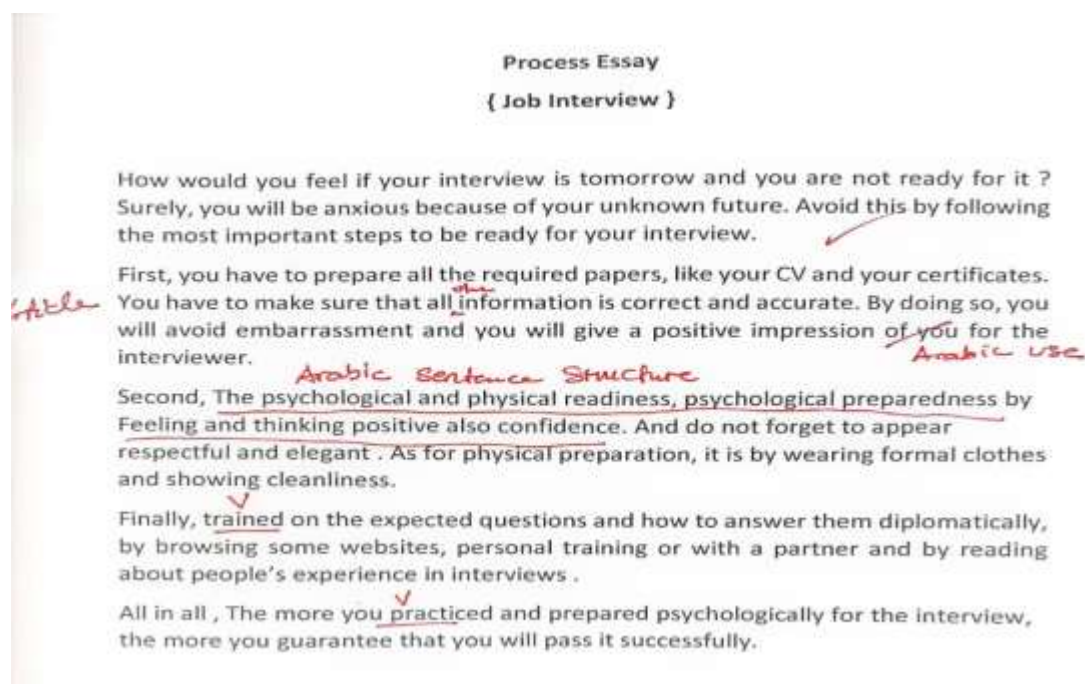 Process Essay
{ Job Interview }
How would you feel if your interview is tomorrow and you are not ready for it ?
Surely, you will be anxious because of your unknown future. Avoid this by following
the most important steps to be ready for your interview.
First, you have to prepare all the required papers, like your CV and your certificates.
the
You have to make sure that all information is correct and accurate. By doing so, you
will avoid embarrassment and you will give a positive impression of you for the
Arabic use
interviewer.
Arabic Sentence Structure
Second, The psychological and physical readiness, psychological preparedness by
Feeling and thinking positive also confidence. And do not forget to appear
respectful and elegant . As for physical preparation, it is by wearing formal clothes
and showing cleanliness.
V
Finally, trained on the expected questions and how to answer them diplomatically,
by browsing some websites, personal training or with a partner and by reading
about people's experience in interviews .
V
All in all , The more you practiced and prepared psychologically for the interview,
the more you guarantee that you will pass it successfully.